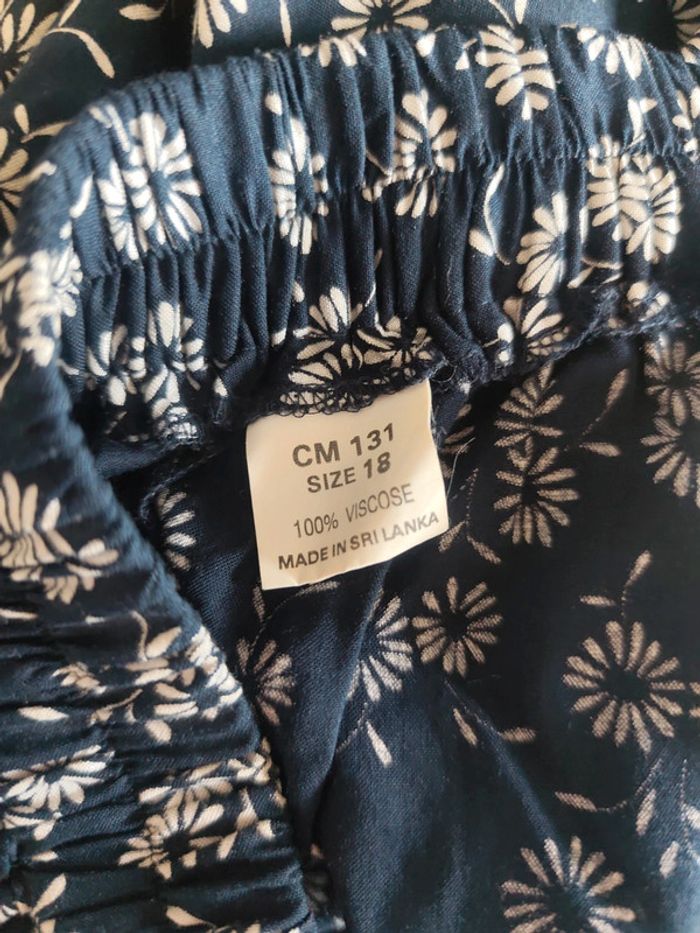 CM 131
SIZE 18
100% VISCOSE
MADE IN SRI LANKA